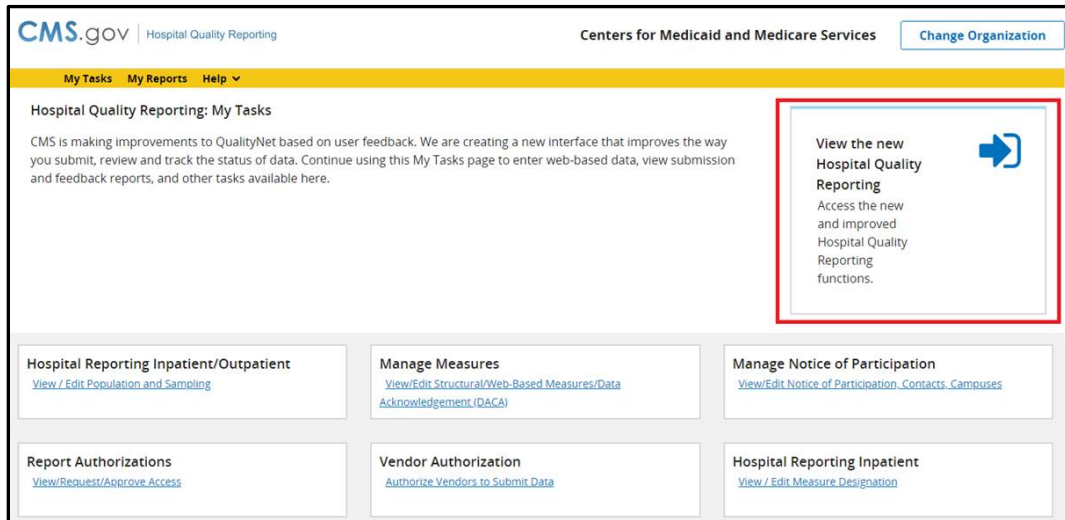 CMS.gov Hospital Quality Reporting
Centers for Medicaid and Medicare Services
Change Organization
My Tasks My Reports Help
Hospital Quality Reporting: My Tasks
CMS is making improvements to QualityNet based on user feedback. We are creating a new interface that improves the way
you submit, review and track the status of data. Continue using this My Tasks page to enter web-based data, view submission
and feedback reports, and other tasks available here.
View the new
Hospital Quality
Reporting
Access the new
and improved
Hospital Quality
Reporting
functions.
Hospital Reporting Inpatient/Outpatient
View / Edit Population and Sampling
Manage Measures
View/Edit Structural/Web-Based Measures/Data
Acknowledgement (DACA)
Manage Notice of Participation
View/Edit Notice of Participation, Contacts, Campuses
Report Authorizations
View/Request/Approve Access
Vendor Authorization
Authorize Vendors to Submit Data
Hospital Reporting Inpatient
View / Edit Measure Designation